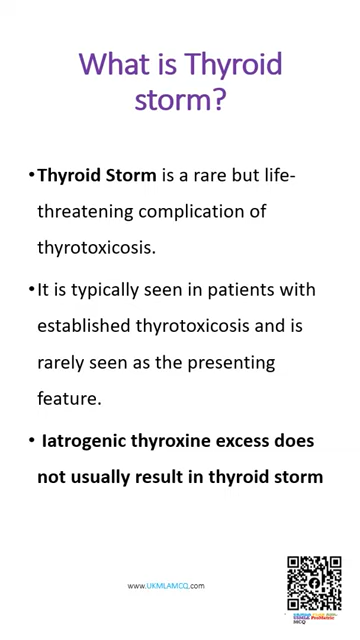 What is Thyroid
storm?
•Thyroid Storm is a rare but life-
threatening complication of
thyrotoxicosis.
•It is typically seen in patients with
established thyrotoxicosis and is
rarely seen as the presenting
feature.
• Iatrogenic thyroxine excess does
not usually result in thyroid storm
www.UKMLAMCQ.com
MCQ